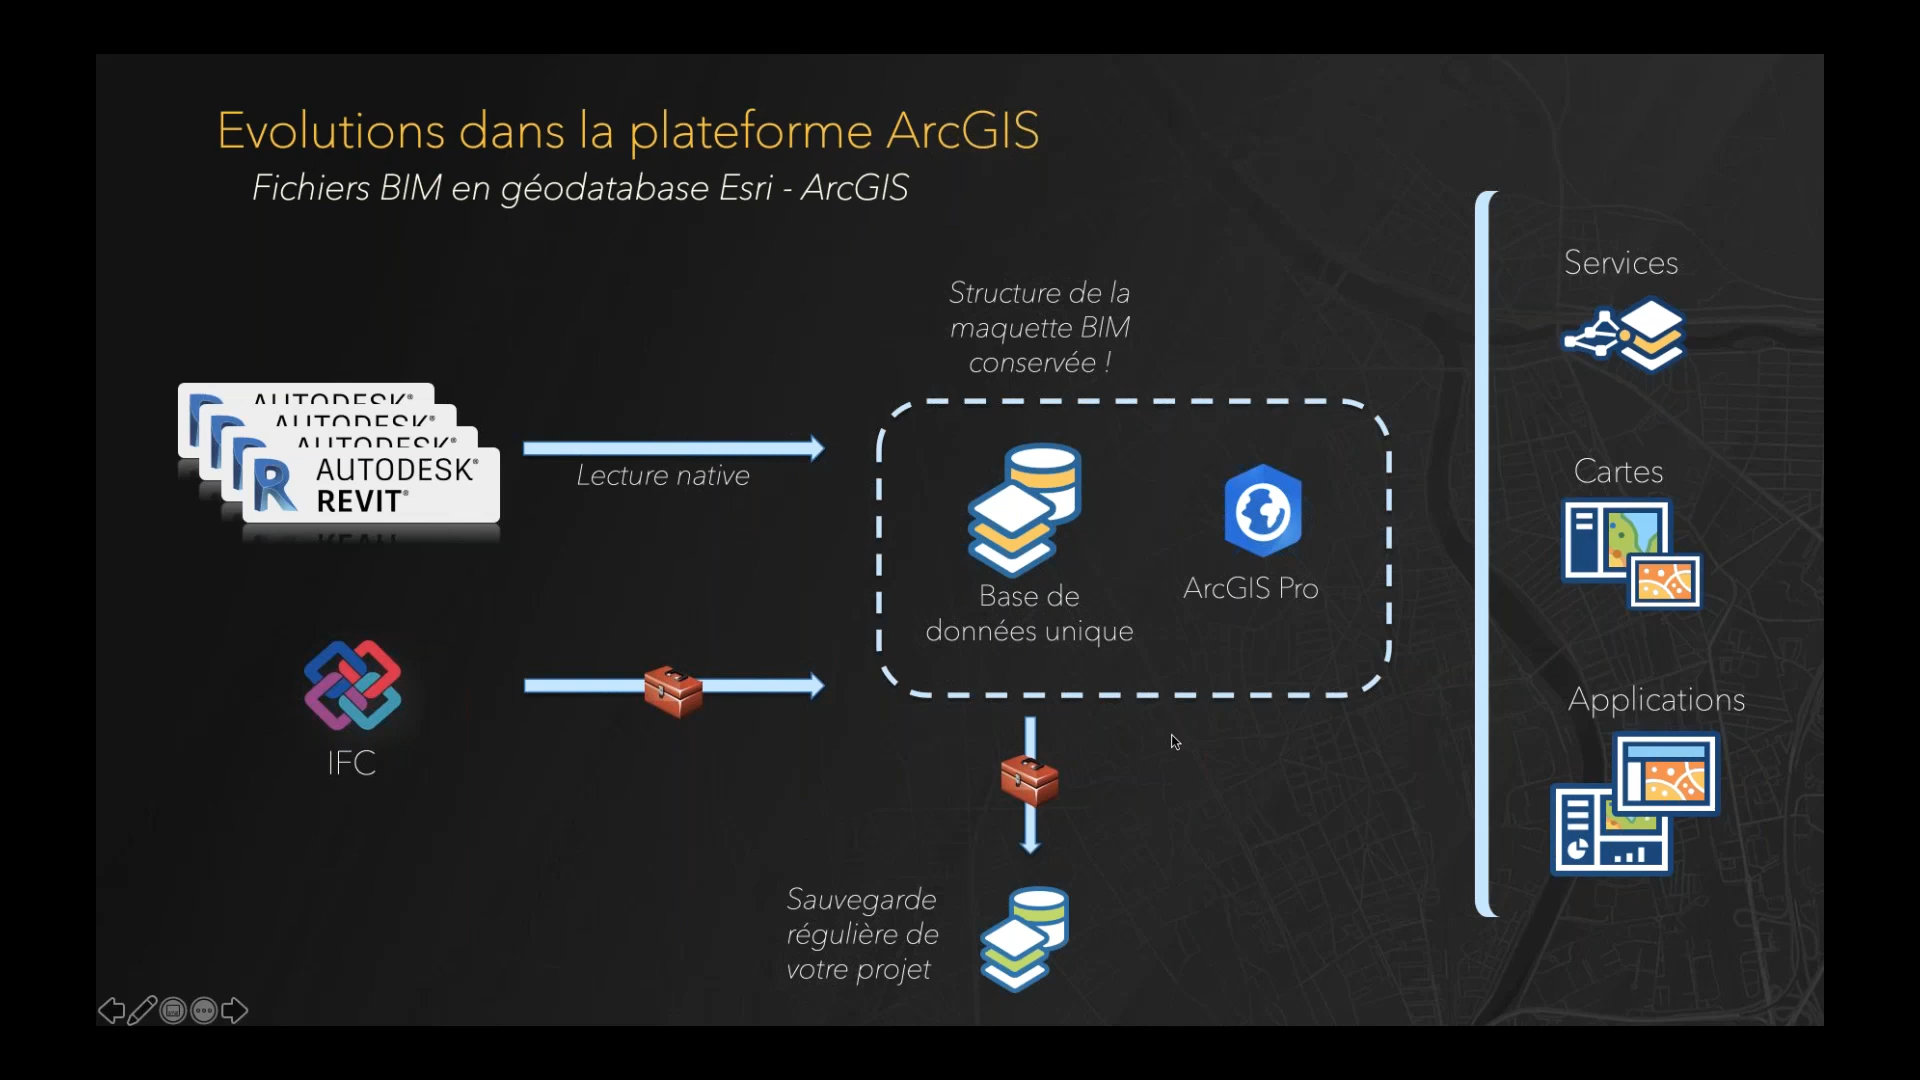 Evolutions dans la plateforme ArcGIS
Fichiers BIM en géodatabase Esri - ArcGIS
Structure de la
maquette BIM
conservée !
AUTODESK®
AUTODESK®
AUTODESK®
AUTODESK®
REVIT®
Lecture native
Base de
données unique
ArcGIS Pro
IFC
Sauvegarde
régulière de
votre projet
Services
Cartes
Applications